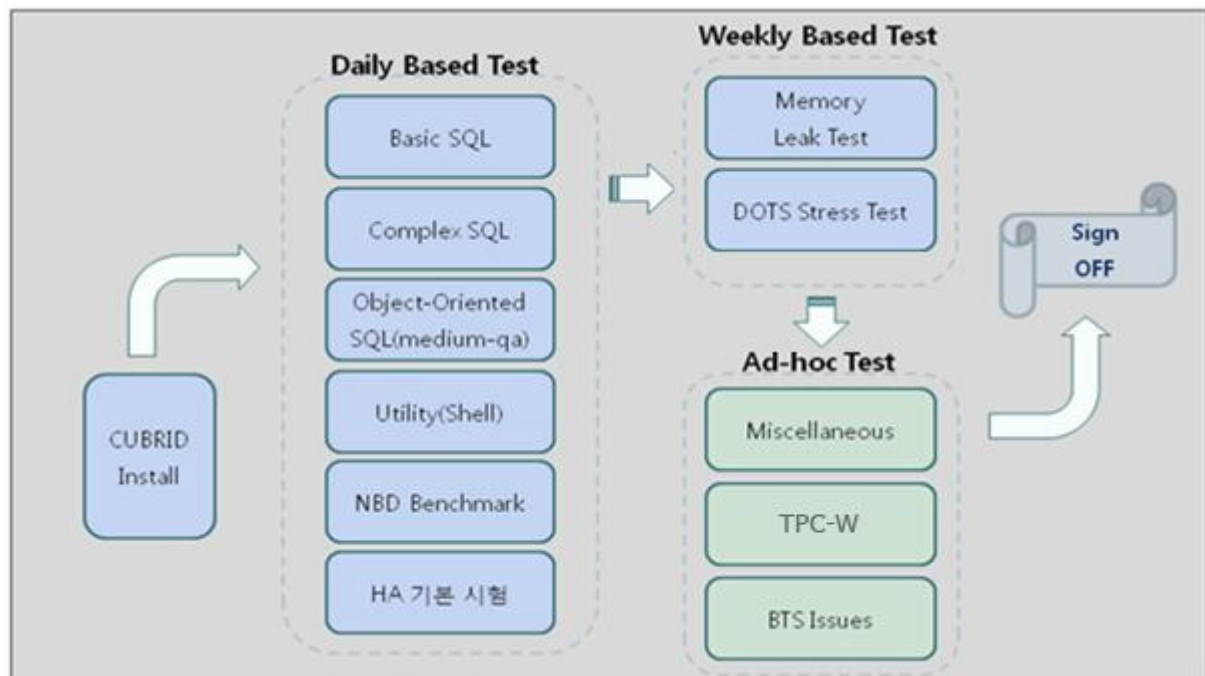 CUBRID
Install
Daily Based Test
Basic SQL
Complex SQL
Object-Oriented
SQL(medium-qa)
Utility(Shell)
NBD Benchmark
HA 기본 시험
Weekly Based Test
Memory
Leak Test
DOTS Stress Test
Ad-hoc Test
Miscellaneous
TPC-W
BTS Issues
Sign
OFF